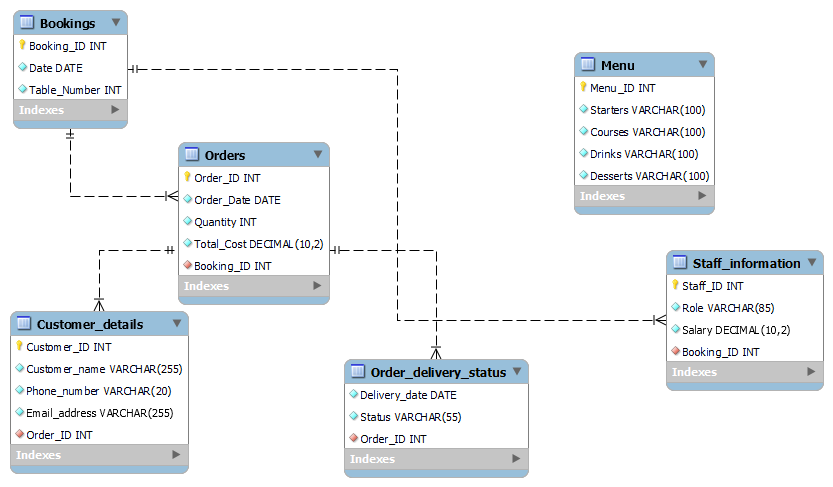 Bookings
Booking_ID INT
Date DATE
Table_Number INT
Indexes
Menu
Menu_ID INT
Starters VARCHAR(100)
Courses VARCHAR(100)
Drinks VARCHAR(100)
Desserts VARCHAR(100)
Indexes
Orders
Order_ID INT
Order_Date DATE
Quantity INT
Total_Cost DECIMAL(10,2)
Booking_ID INT
Indexes
Staff_information
Staff_ID INT
Role VARCHAR(85)
Salary DECIMAL(10,2)
Booking_ID INT
Indexes
Customer_details
Customer_ID INT
Customer_name VARCHAR(255)
Phone_number VARCHAR(20)
Email_address VARCHAR(255)
Order_ID INT
Indexes
Order_delivery_status
Delivery_date DATE
Status VARCHAR(55)
Order_ID INT
Indexes